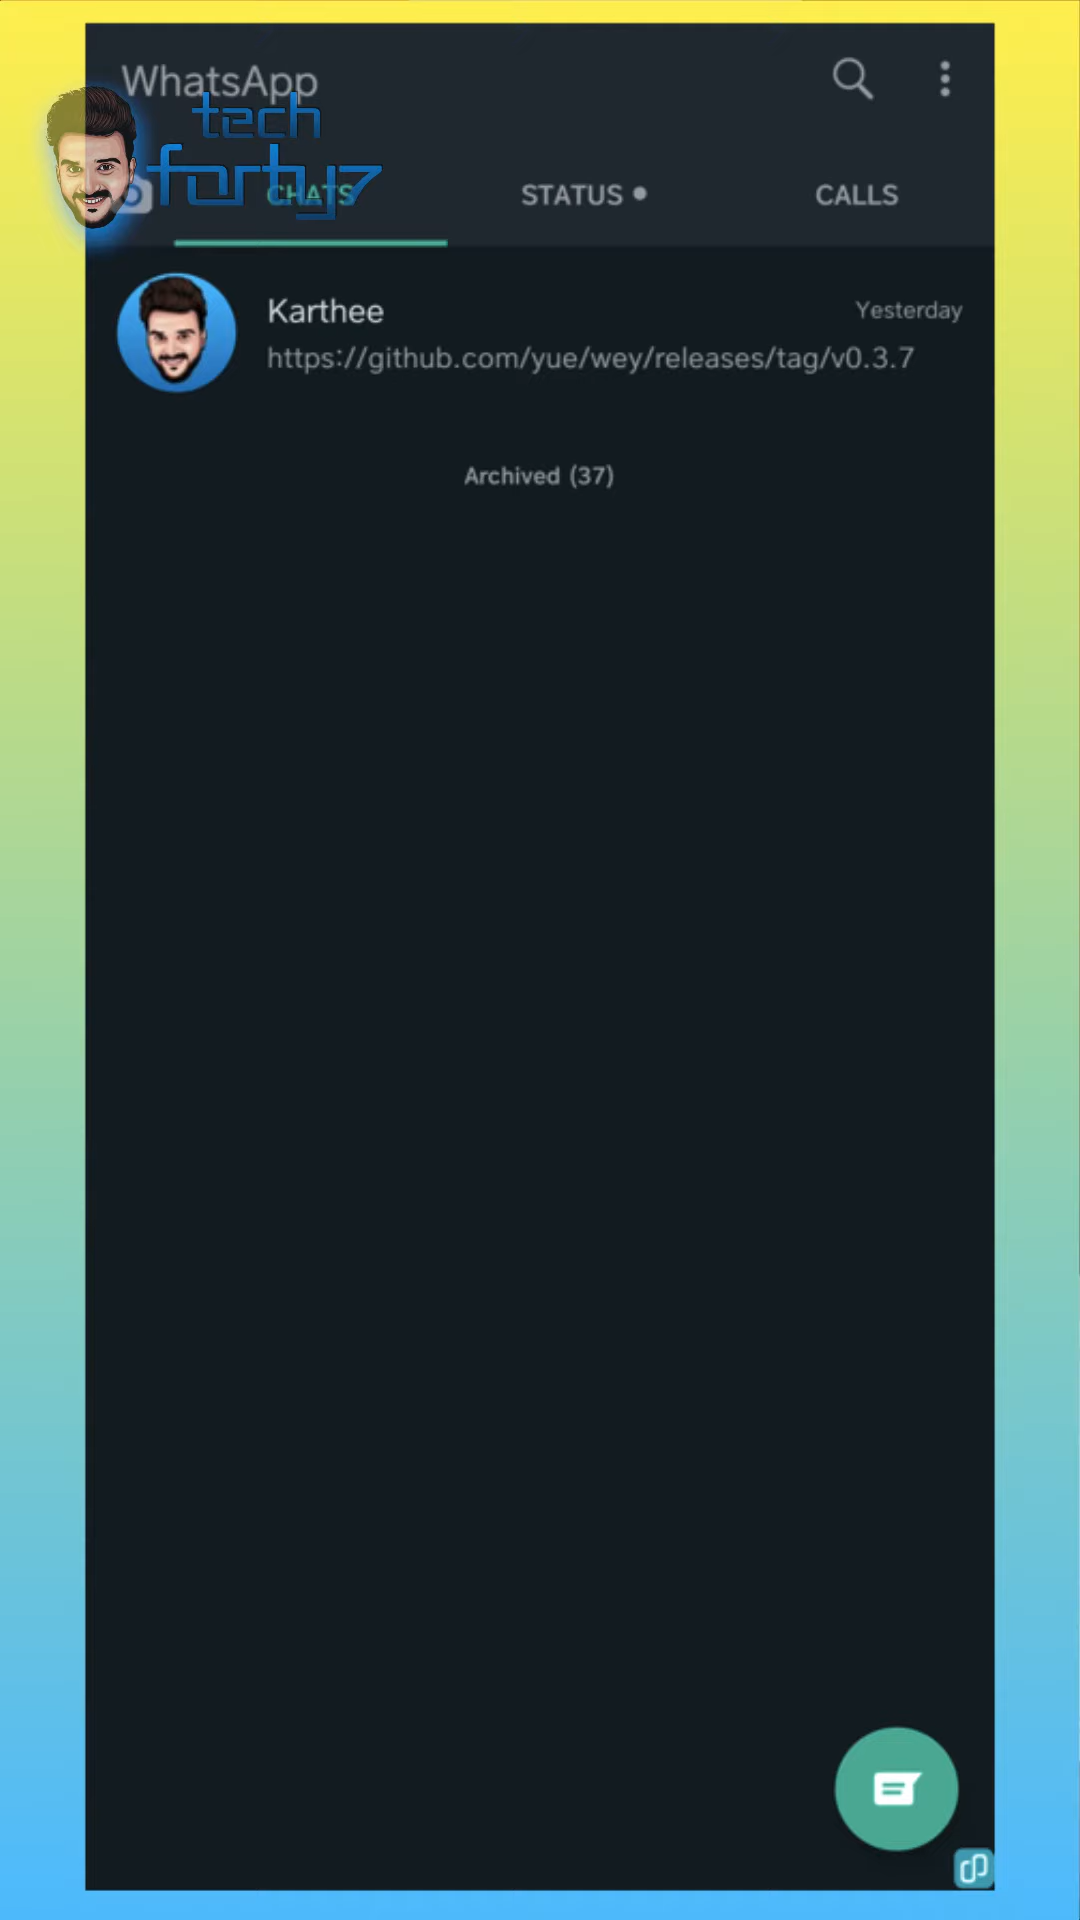 WhatsApp
tech
forty7
CHATS
STATUS
CALLS
Karthee
Yesterday
https://github.com/yue/wey/releases/tag/v0.3.7
Archived (37)